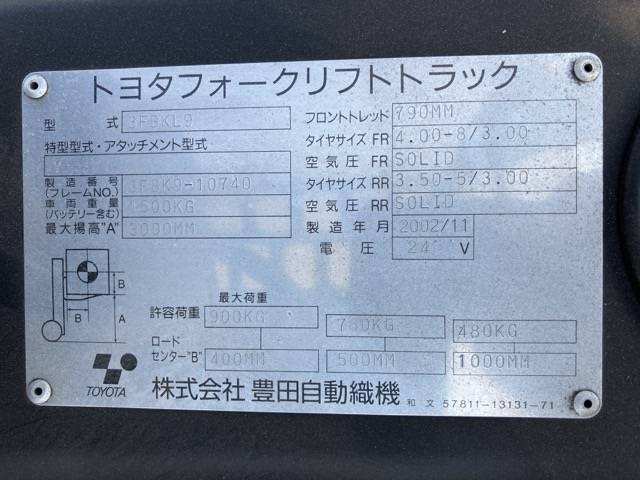 トヨタフォークリフトトラック
型 式 3FBKL9
特型型式・アタッチメント型式
製造番号 (フレームNO.) 3FBK9-10740
車両重量 (バッテリー含む) 500KG
最大揚高"A" 3000MM
フロントトレッド 790MM
タイヤサイズ FR 4.00-8/3.00
空気圧 FR SOLID
タイヤサイズ RR 3.50-5/3.00
空気圧 RR SOLID
製造年月 2002/11
電圧 24 V
B
B A
最大荷重
許容荷重 900KG 780KG 480KG
ロード
センター"B" 400MM 500MM 1000MM
TOYOTA 株式会社 豊田自動織機 和 文 57811-13131-71